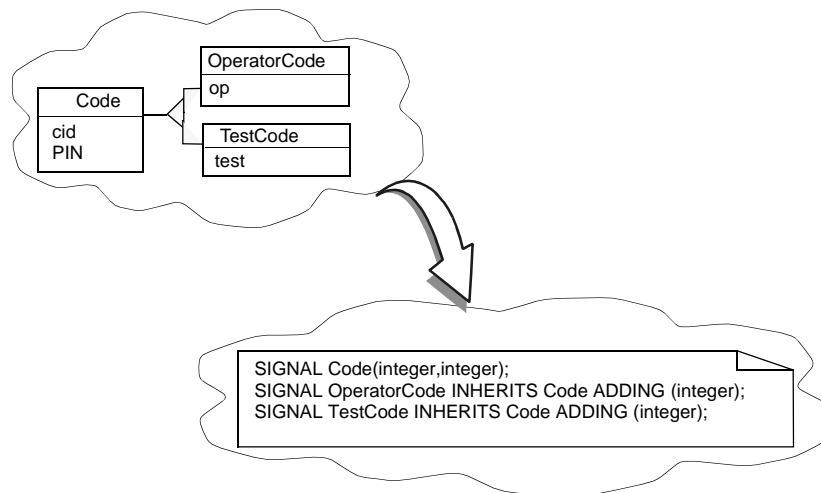 OperatorCode
op
Code
cid
PIN
TestCode
test
SIGNAL Code(integer,integer);
SIGNAL OperatorCode INHERITS Code ADDING (integer);
SIGNAL TestCode INHERITS Code ADDING (integer);